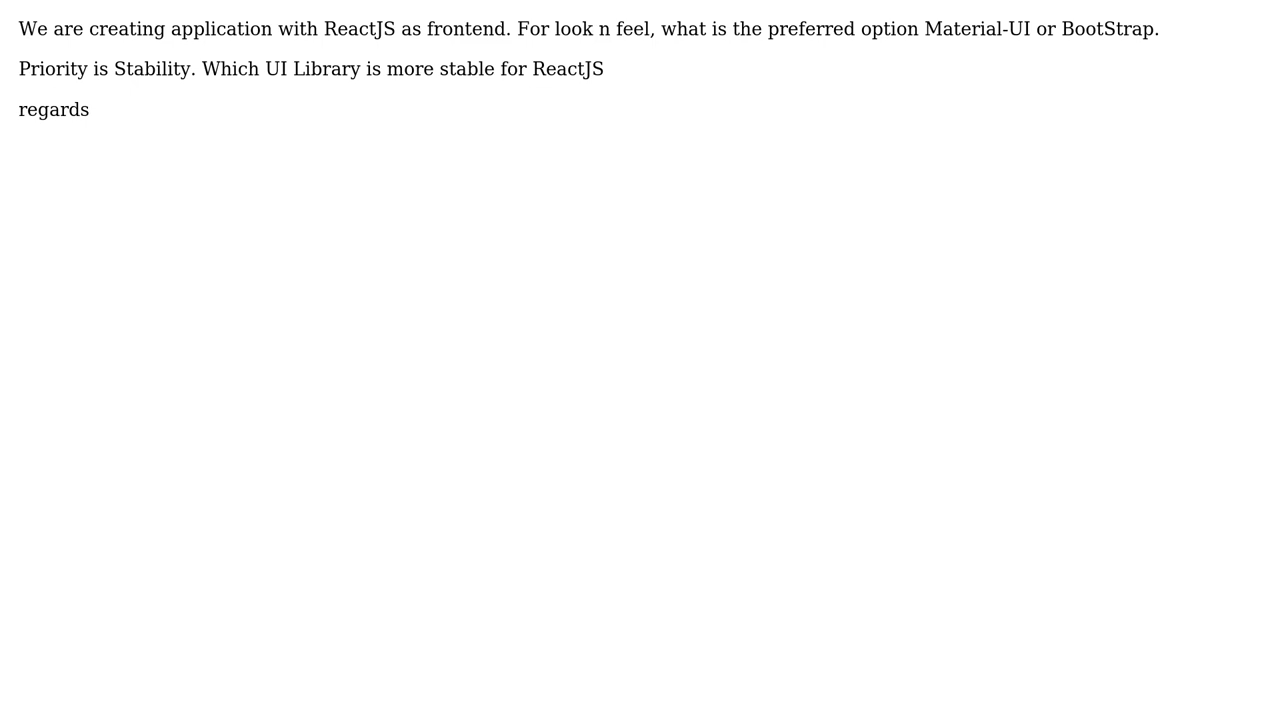 We are creating application with ReactJS as frontend. For look n feel, what is the preferred option Material-UI or BootStrap.
Priority is Stability. Which UI Library is more stable for ReactJS
regards